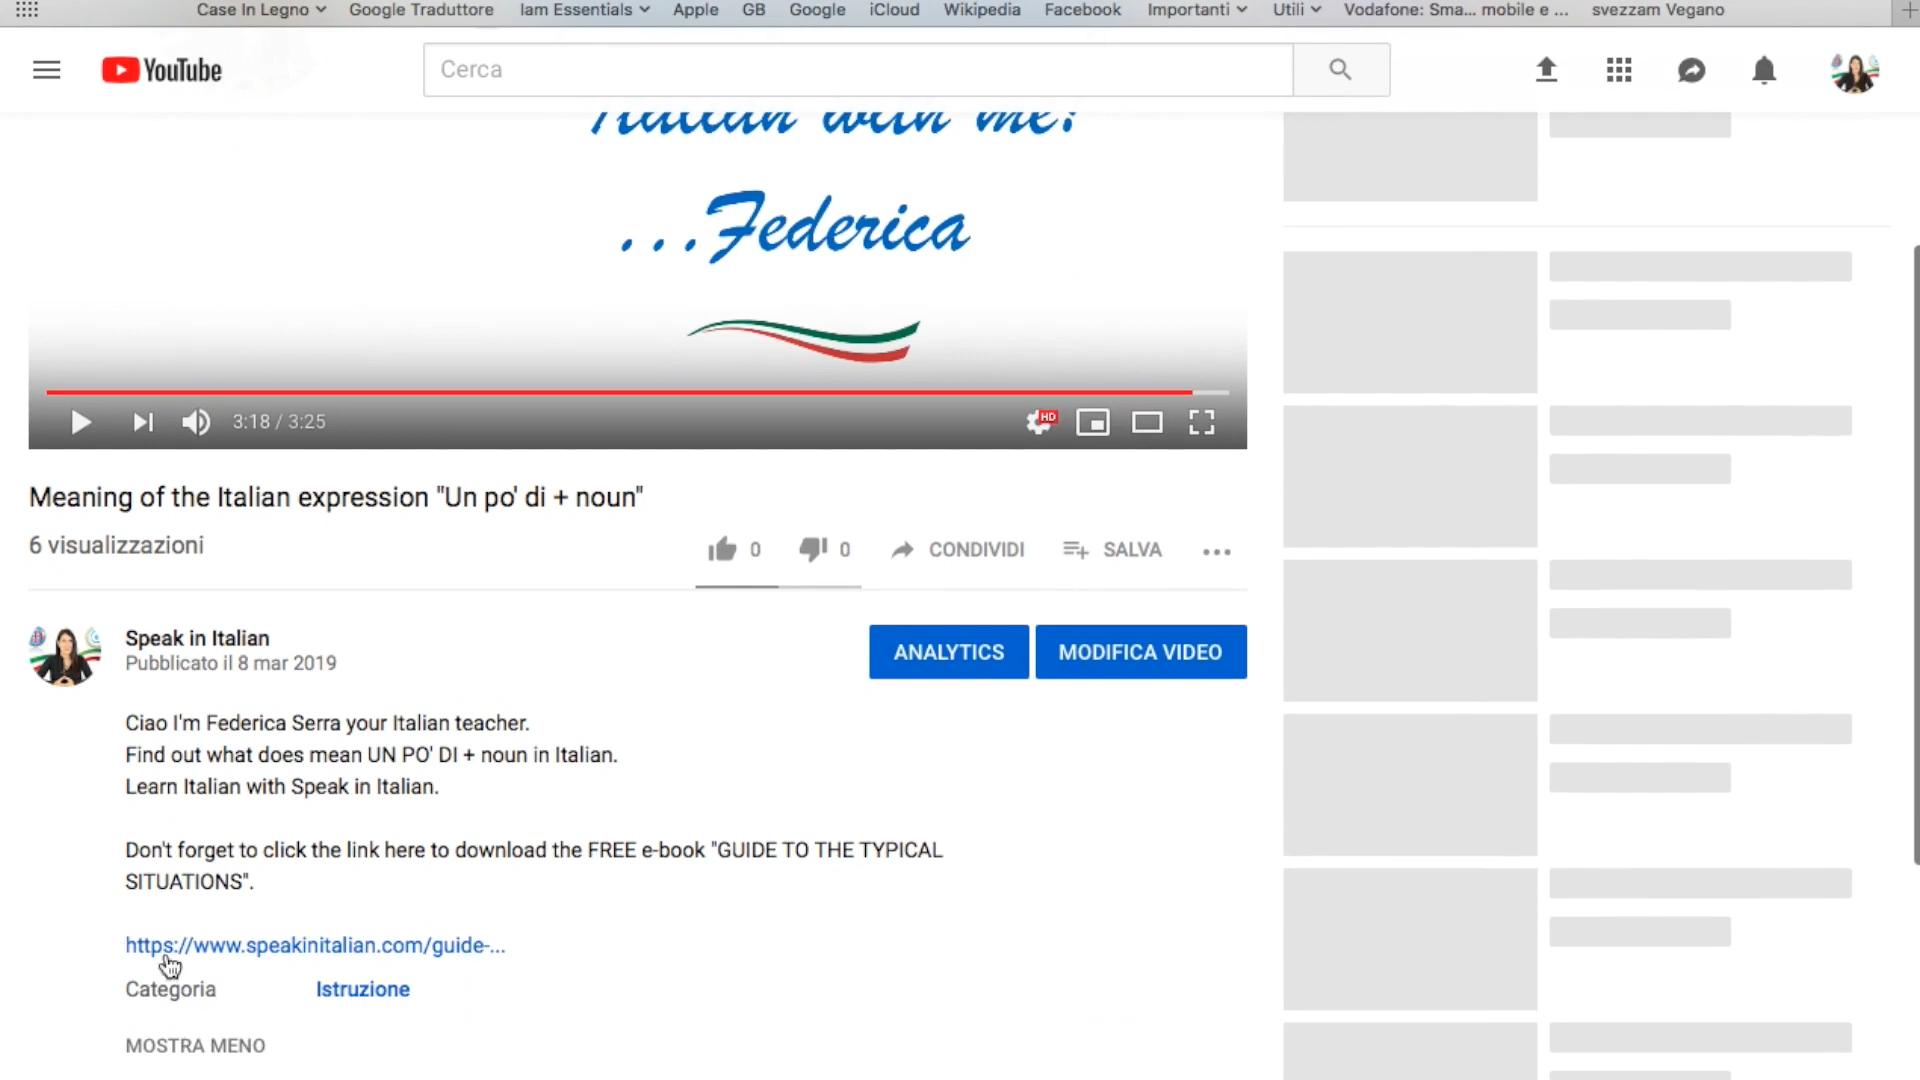 Case In Legno Google Traduttore Iam Essentials Apple GB Google iCloud Wikipedia Facebook Importanti Utili Vodafone: Sma... mobile e ... svezzam Vegano
YouTube
Cerca
Italian with me!
...Federica
3:18 / 3:25
HD
Meaning of the Italian expression "Un po' di + noun"
6 visualizzazioni
0 0 CONDIVIDI SALVA
Speak in Italian
Pubblicato il 8 mar 2019
ANALYTICS MODIFICA VIDEO
Ciao I'm Federica Serra your Italian teacher.
Find out what does mean UN PO' DI + noun in Italian.
Learn Italian with Speak in Italian.
Don't forget to click the link here to download the FREE e-book "GUIDE TO THE TYPICAL
SITUATIONS".
https://www.speakinitalian.com/guide-...
Categoria Istruzione
MOSTRA MENO